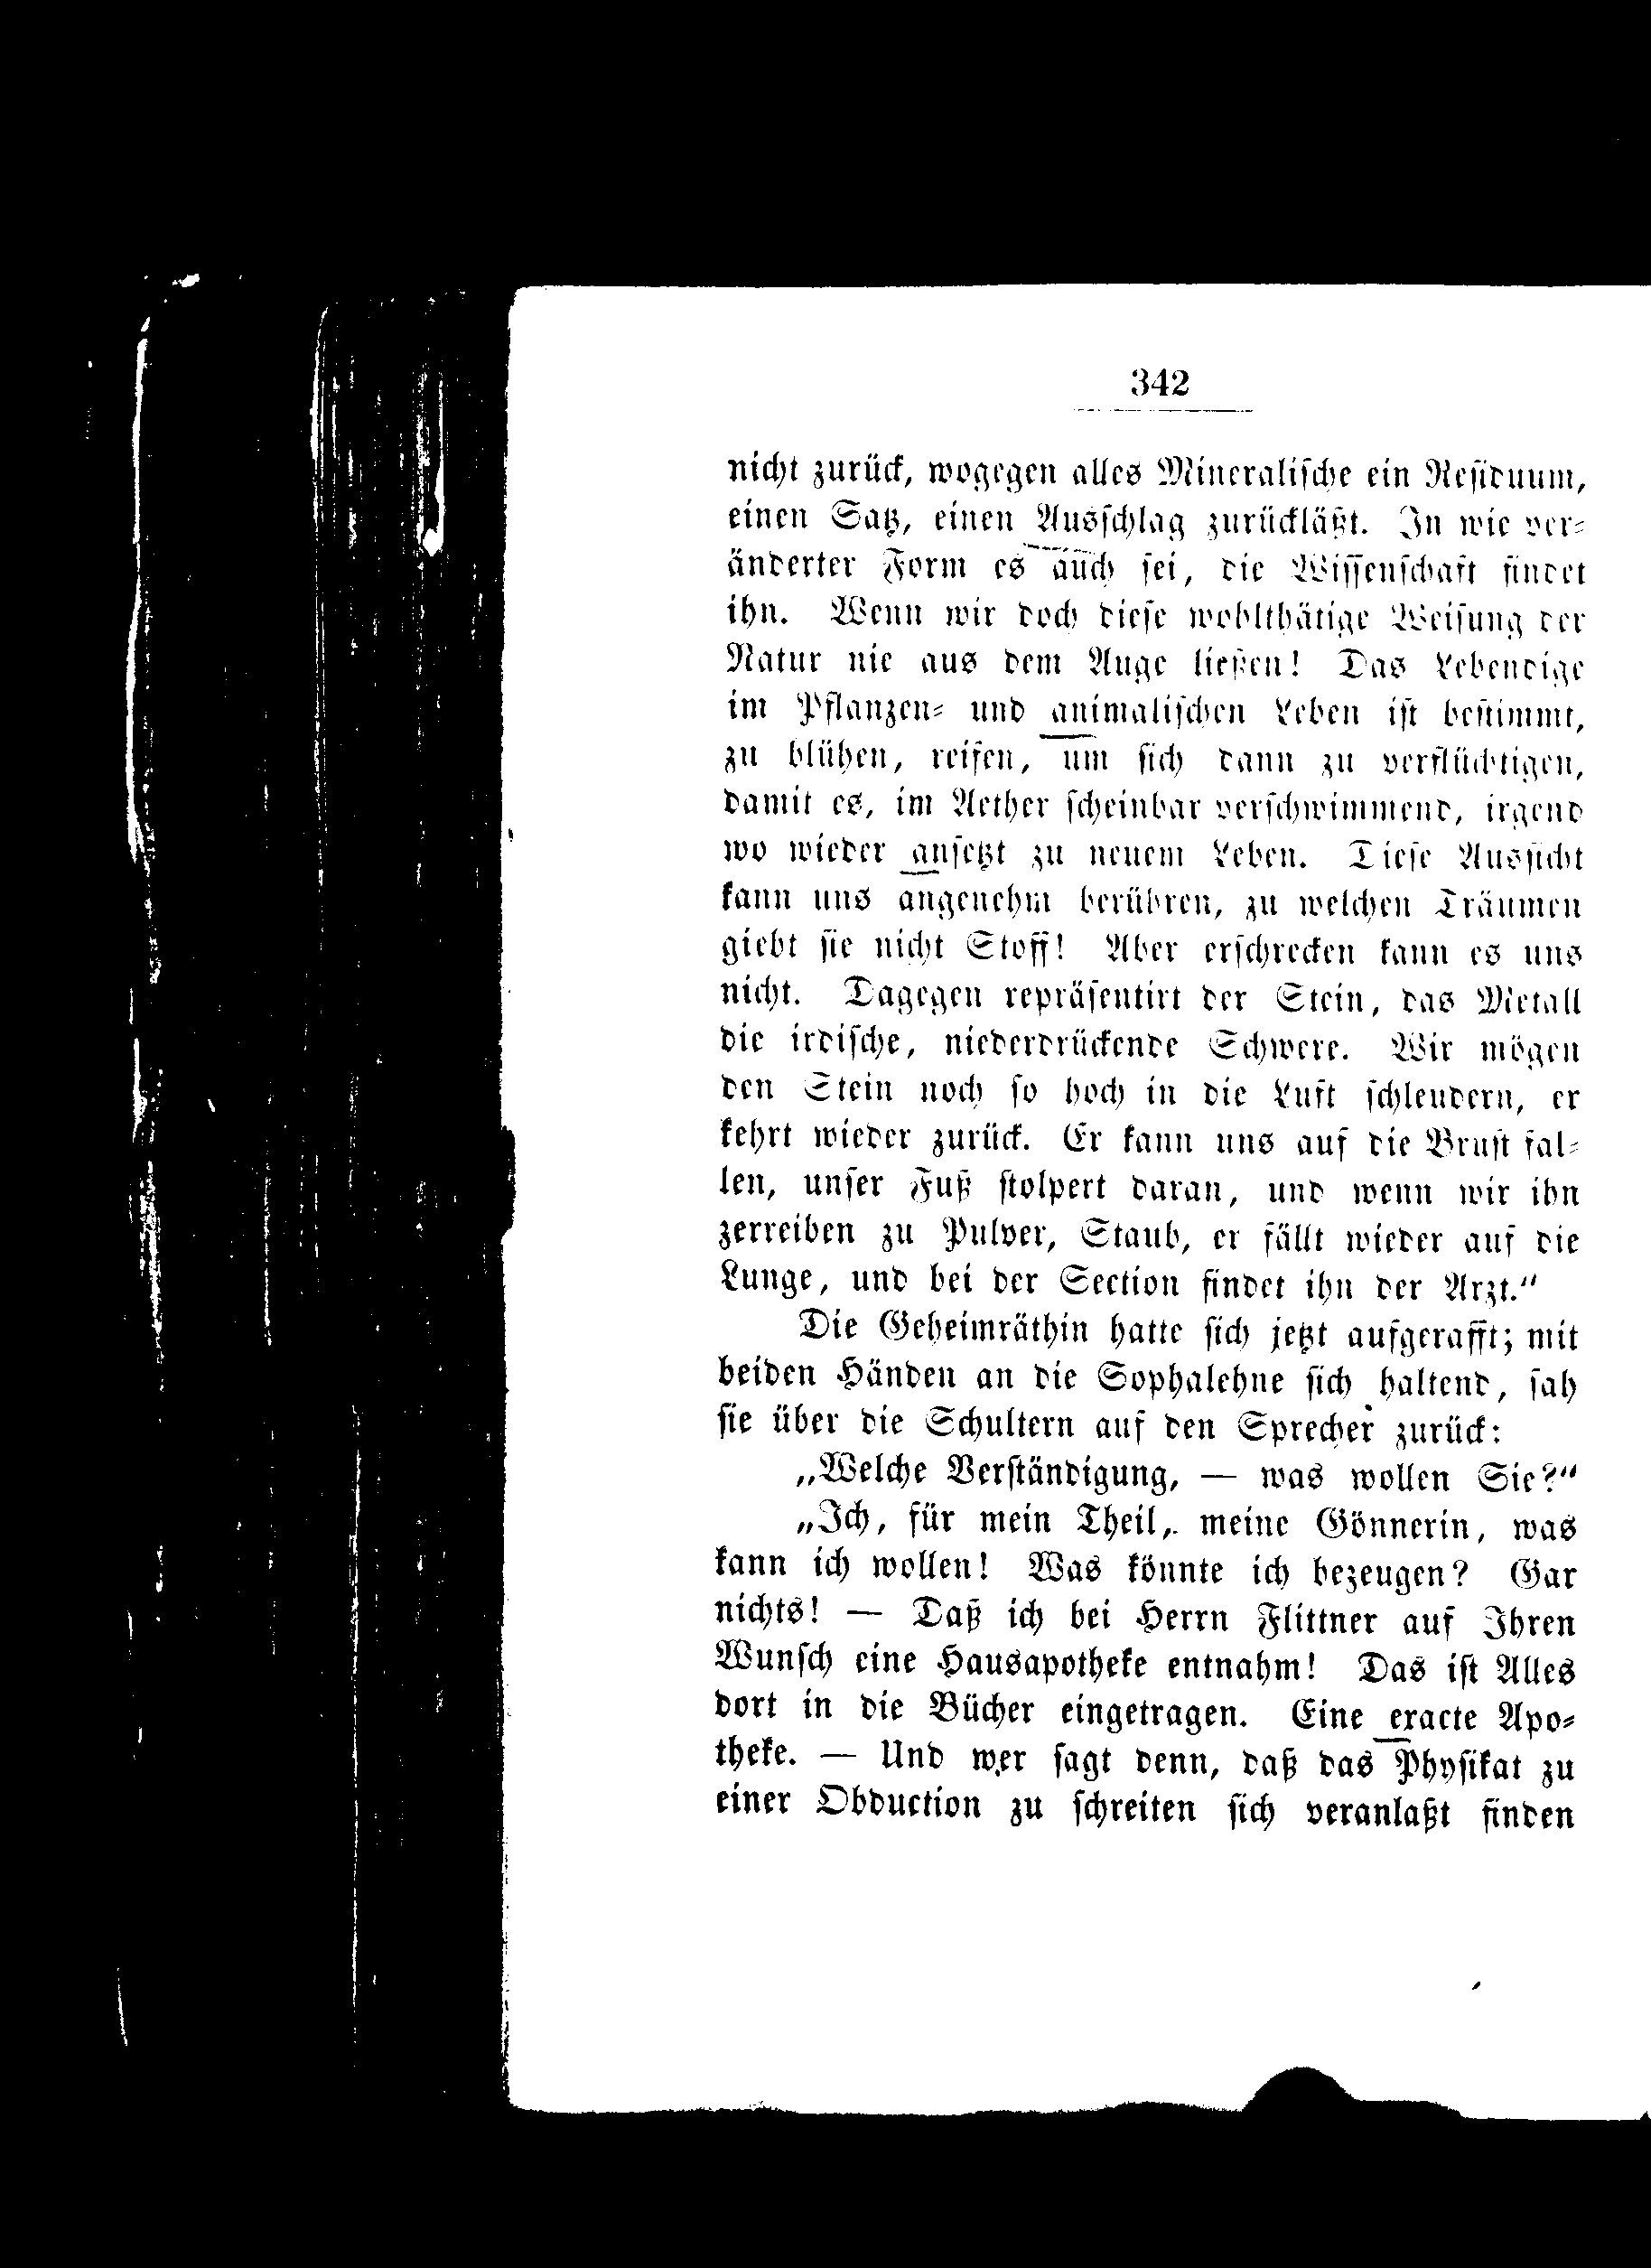 342
nicht zurück, wogegen alles Mineralische ein Residuum,
einen Satz, einen Ausschlag zurückläßt. In wie ver-
änderter Form es auch sei, die Wissenschaft findet
ihn. Wenn wir doch diese wohlthätige Weisung der
Natur nie aus dem Auge ließen! Das Lebendige
im Pflanzen- und animalischen Leben ist bestimmt,
zu blühen, reifen, um sich dann zu verflüchtigen,
damit es, im Aether scheinbar verschwimmend, irgend
wo wieder ansetzt zu neuem Leben. Diese Aussicht
kann uns angenehm berühren, zu welchen Träumen
giebt sie nicht Stoff! Aber erschrecken kann es uns
nicht. Dagegen repräsentirt der Stein, das Metall
die irdische, niederdrückende Schwere. Wir mögen
den Stein noch so hoch in die Luft schleudern, er
kehrt wieder zurück. Er kann uns auf die Brust fal-
len, unser Fuß stolpert daran, und wenn wir ihn
zerreiben zu Pulver, Staub, er fällt wieder auf die
Lunge, und bei der Section findet ihn der Arzt.“
Die Geheimräthin hatte sich jetzt aufgerafft; mit
beiden Händen an die Sophalehne sich haltend, sah
sie über die Schultern auf den Sprecher zurück:
„Welche Verständigung, — was wollen Sie?“
„Ich, für mein Theil, meine Gönnerin, was
kann ich wollen! Was könnte ich bezeugen? Gar
nichts! — Daß ich bei Herrn Flittner auf Ihren
Wunsch eine Hausapotheke entnahm! Das ist Alles
dort in die Bücher eingetragen. Eine exacte Apo-
theke. — Und wer sagt denn, daß das Physikat zu
einer Obduction zu schreiten sich veranlaßt finden